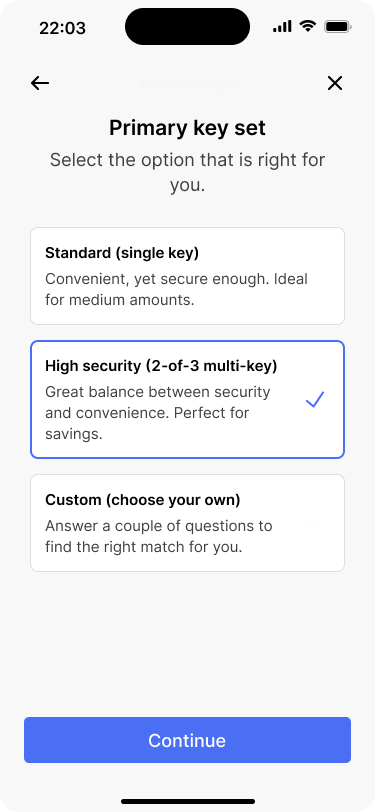 22:03
Primary key set
Select the option that is right for
you.
Standard (single key)
Convenient, yet secure enough. Ideal
for medium amounts.
High security (2-of-3 multi-key)
Great balance between security
and convenience. Perfect for
savings.
Custom (choose your own)
Answer a couple of questions to
find the right match for you.
Continue